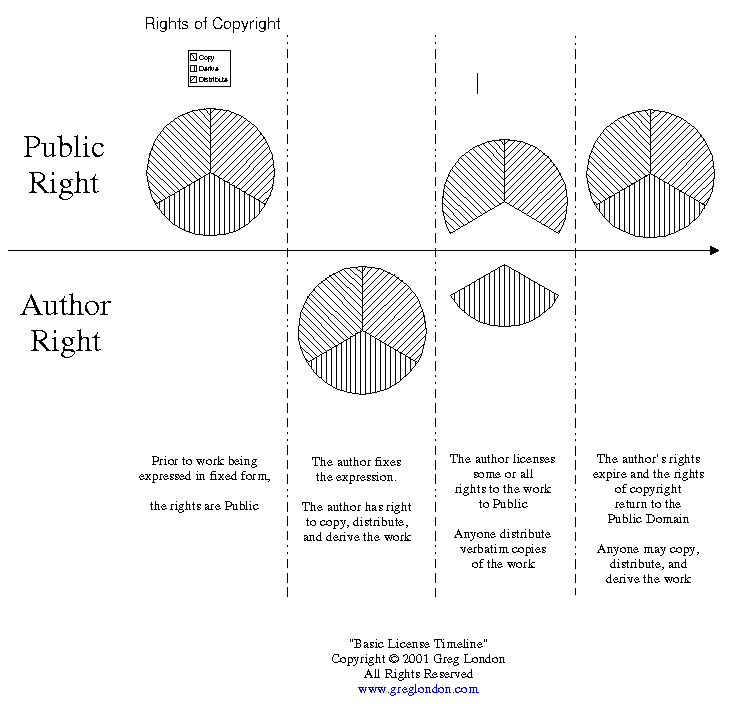 Rights of Copyright
Copy
Derive
Distribute
Public
Right
Author
Right
Prior to work being
expressed in fixed form,
the rights are Public
The author fixes
the expression.
The author has right
to copy, distribute,
and derive the work
The author licenses
some or all
rights to the work
to Public
Anyone distribute
verbatim copies
of the work
The author's rights
expire and the rights
of copyright
return to the
Public Domain
Anyone may copy,
distribute, and
derive the work
"Basic License Timeline"
Copyright © 2001 Greg London
All Rights Reserved
www.greglondon.com